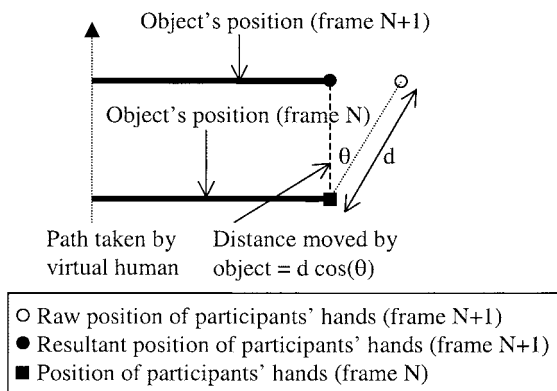 Object's position (frame N+1)
Object's position (frame N)
θ
d
Path taken by
virtual human
Distance moved by
object = d cos(θ)
Raw position of participants' hands (frame N+1)
Resultant position of participants' hands (frame N+1)
Position of participants' hands (frame N)